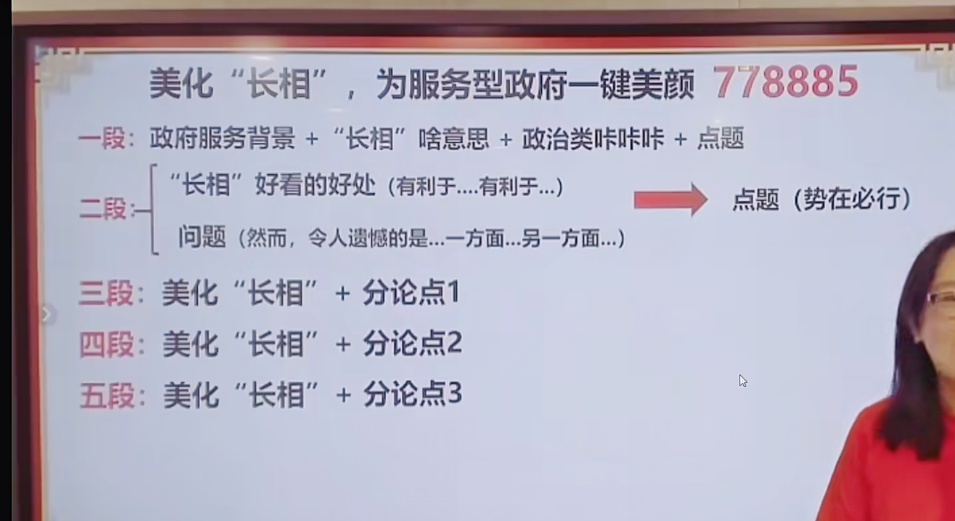 美化“长相”，为服务型政府一键美颜 778885
一段：政府服务背景 + “长相”啥意思 + 政治类咔咔咔 + 点题
二段：
“长相”好看的好处（有利于....有利于...）
问题（然而，令人遗憾的是...一方面...另一方面...）
点题（势在必行）
三段：美化“长相” + 分论点1
四段：美化“长相” + 分论点2
五段：美化“长相” + 分论点3